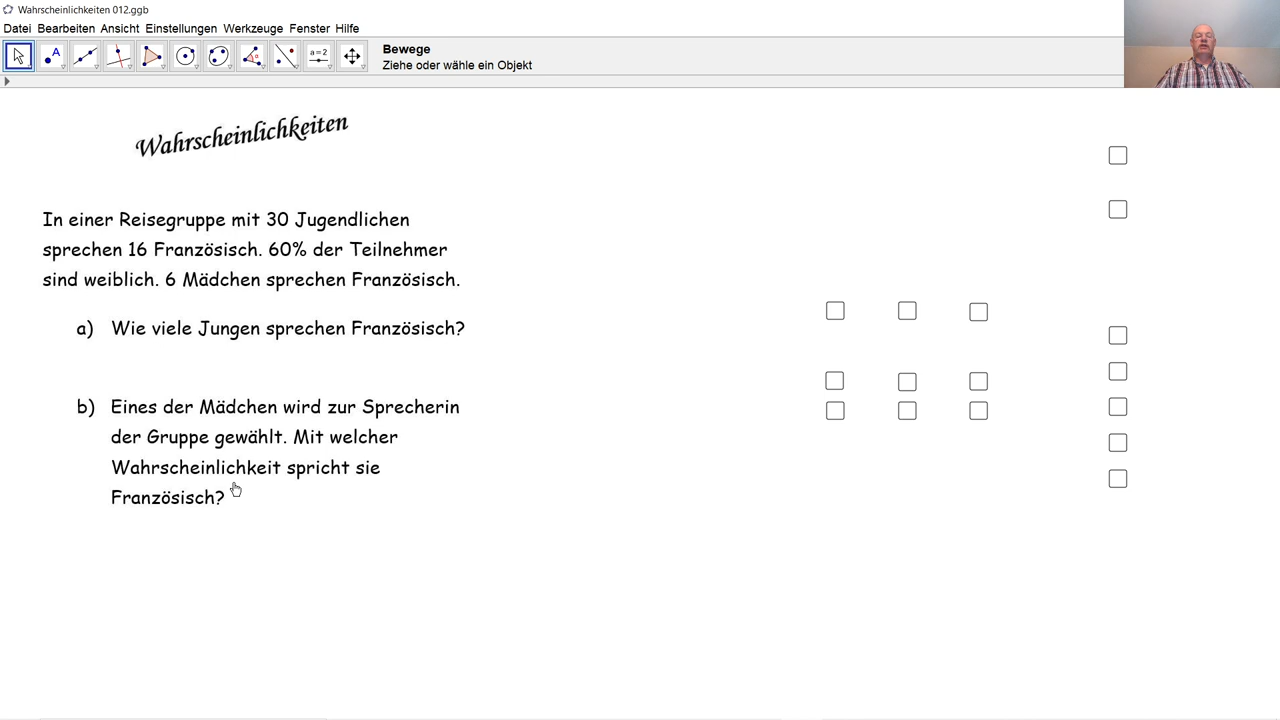 Wahrscheinlichkeiten 012.ggb
Datei Bearbeiten Ansicht Einstellungen Werkzeuge Fenster Hilfe
A
a=2
Bewege
Ziehe oder wähle ein Objekt
Wahrscheinlichkeiten
In einer Reisegruppe mit 30 Jugendlichen
sprechen 16 Französisch. 60% der Teilnehmer
sind weiblich. 6 Mädchen sprechen Französisch.
a) Wie viele Jungen sprechen Französisch?
b) Eines der Mädchen wird zur Sprecherin
der Gruppe gewählt. Mit welcher
Wahrscheinlichkeit spricht sie
Französisch?